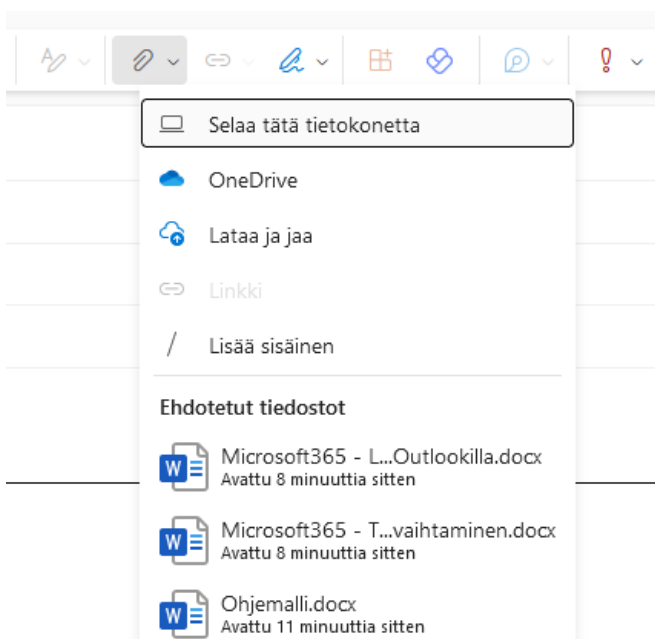 Selaa tätä tietokonetta
OneDrive
Lataa ja jaa
Linkki
Lisää sisäinen
Ehdotetut tiedostot
Microsoft365 - L...Outlookilla.docx
Avattu 8 minuuttia sitten
Microsoft365 - T...vaihtaminen.docx
Avattu 8 minuuttia sitten
Ohjemalli.docx
Avattu 11 minuuttia sitten